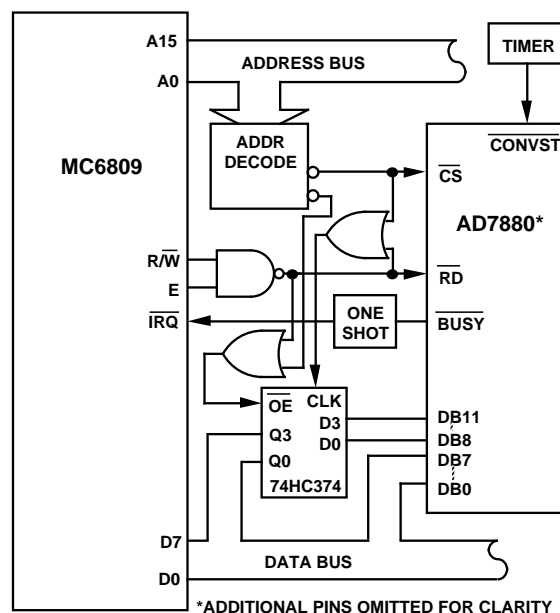 A15
ADDRESS BUS
TIMER
A0
MC6809
ADDR
DECODE
CONVST
CS
AD7880*
R/W
E
RD
IRQ
ONE
SHOT
BUSY
OE CLK
D3
DB11
D0
DB8
Q3
DB7
Q0
DB0
74HC374
D7
DATA BUS
D0
*ADDITIONAL PINS OMITTED FOR CLARITY